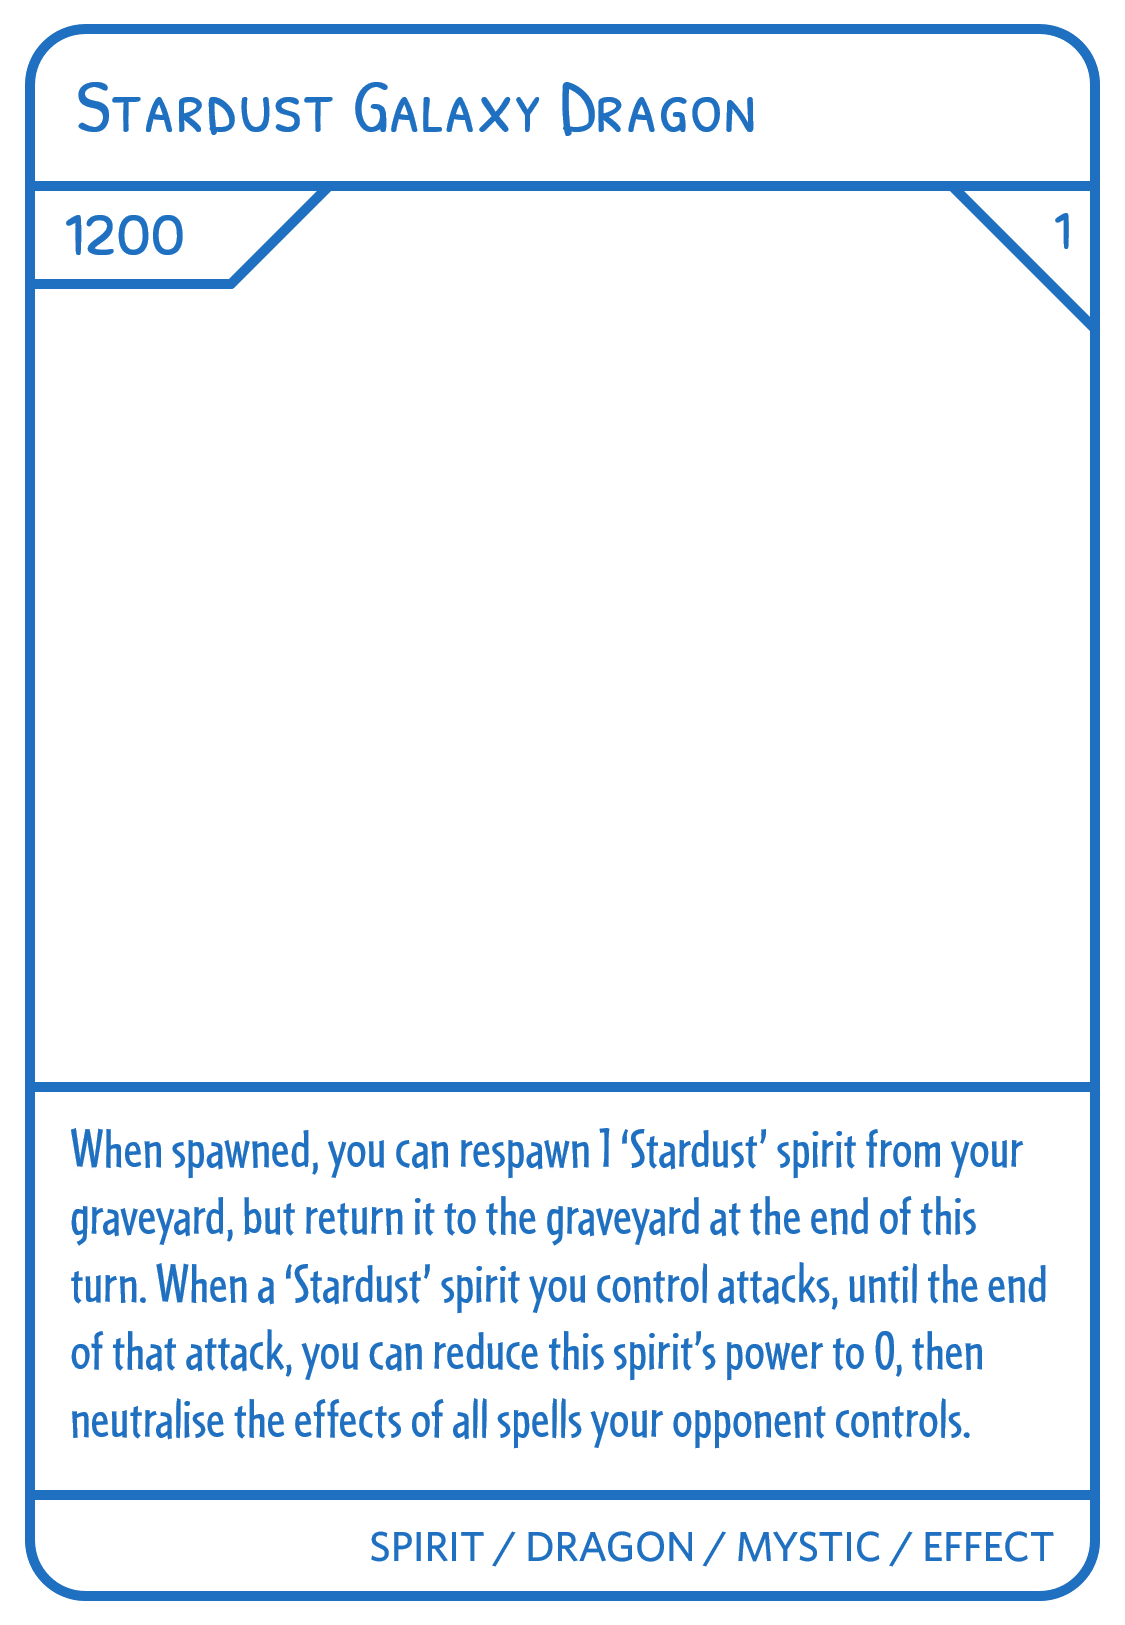 Stardust Galaxy Dragon
1200
1
When spawned, you can respawn 1 ‘Stardust’ spirit from your
graveyard, but return it to the graveyard at the end of this
turn. When a ‘Stardust’ spirit you control attacks, until the end
of that attack, you can reduce this spirit’s power to 0, then
neutralise the effects of all spells your opponent controls.
SPIRIT / DRAGON / MYSTIC / EFFECT